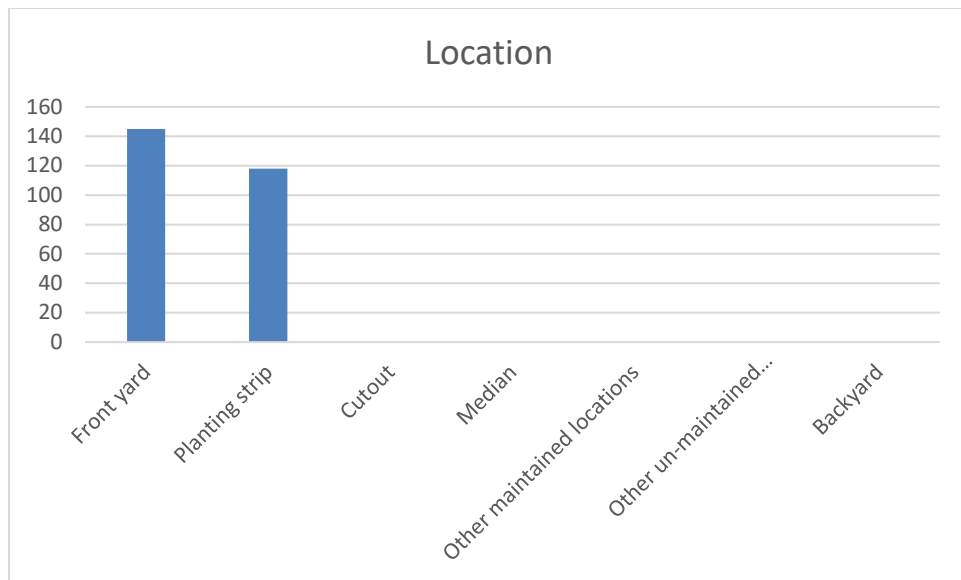 Location
160
140
120
100
80
60
40
20
0
Front yard
Planting strip
Cutout
Median
Other maintained locations
Other un-maintained...
Backyard